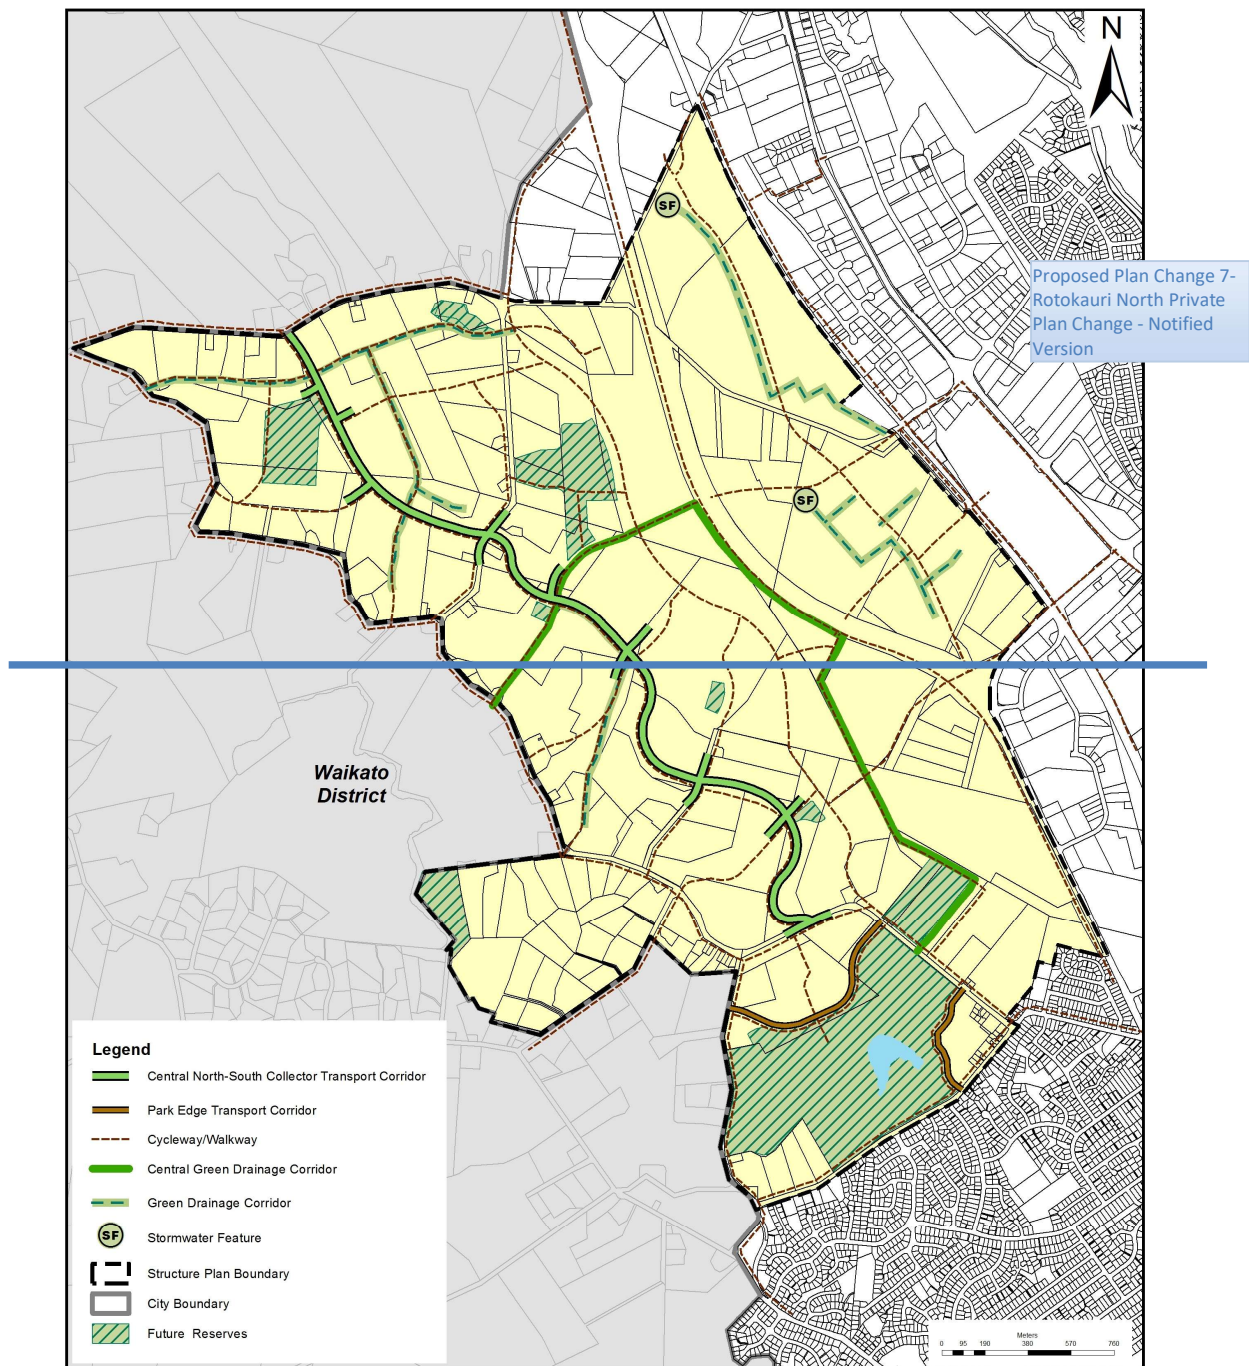 N
SF
Proposed Plan Change 7-
Rotokauri North Private
Plan Change - Notified
Version
SF
Waikato
District
Legend
Central North-South Collector Transport Corridor
Park Edge Transport Corridor
Cycleway/Walkway
Central Green Drainage Corridor
Green Drainage Corridor
SF Stormwater Feature
Structure Plan Boundary
City Boundary
Future Reserves
Meters
0 95 190 380 570 760